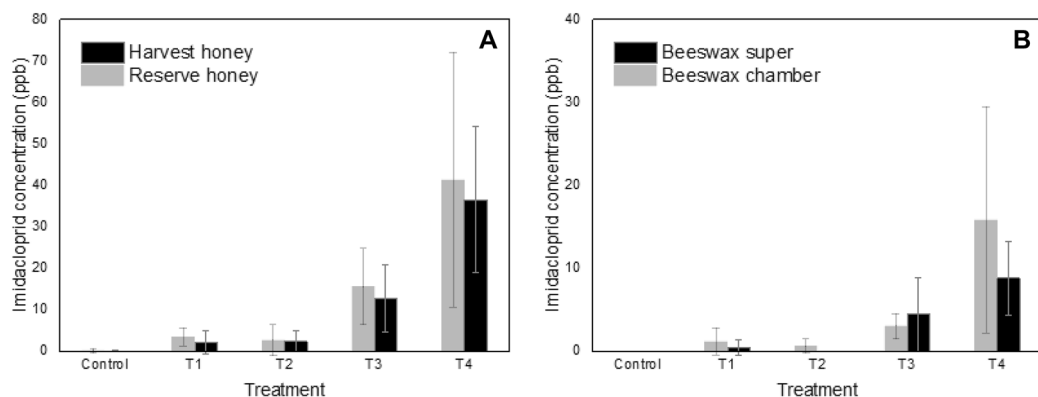 A
Harvest honey
Reserve honey
80
70
60
50
40
30
20
10
0
Imidacloprid concentration (ppb)
Control T1 T2 T3 T4
Treatment
B
Beeswax super
Beeswax chamber
40
30
20
10
0
Imidacloprid concentration (ppb)
Control T1 T2 T3 T4
Treatment